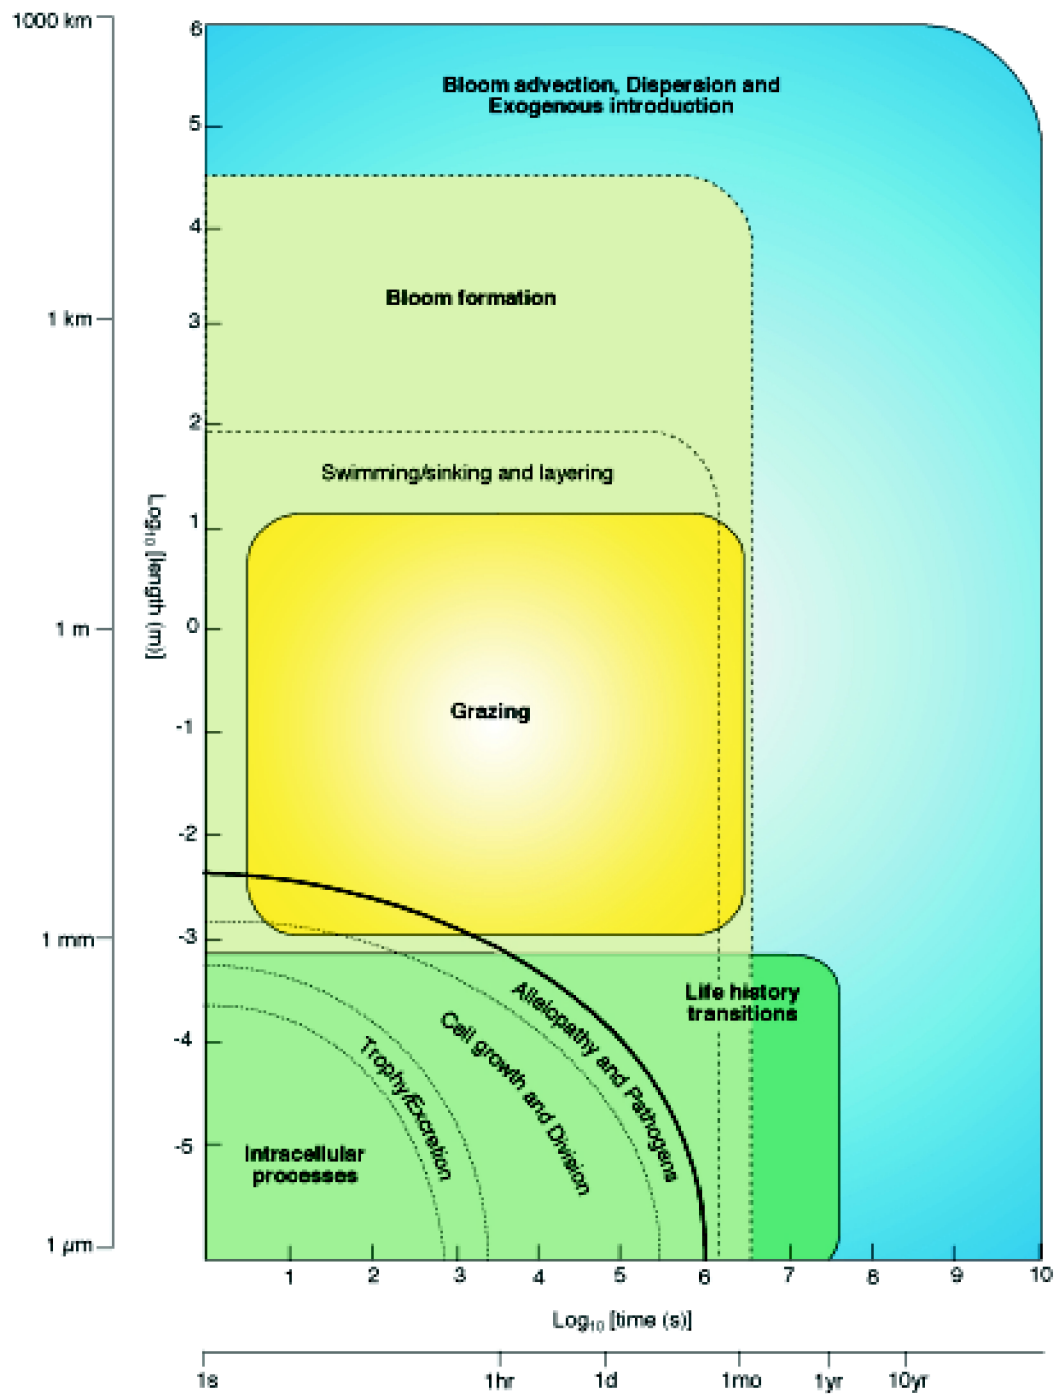 1000 km
6
Bloom advection, Dispersion and
Exogenous introduction
5
4
Bloom formation
1 km
3
2
Swimming/sinking and layering
1
Log10 [length (m)]
1 m
0
Grazing
-1
-2
1 mm
-3
Life history
transitions
Allelopathy and Pathogens
Cell growth and Division
-4
Trophy/Excretion
-5
Intracellular
processes
1 µm
1 2 3 4 5 6 7 8 9 10
Log10 [time (s)]
1s 1hr 1d 1mo 1yr 10yr